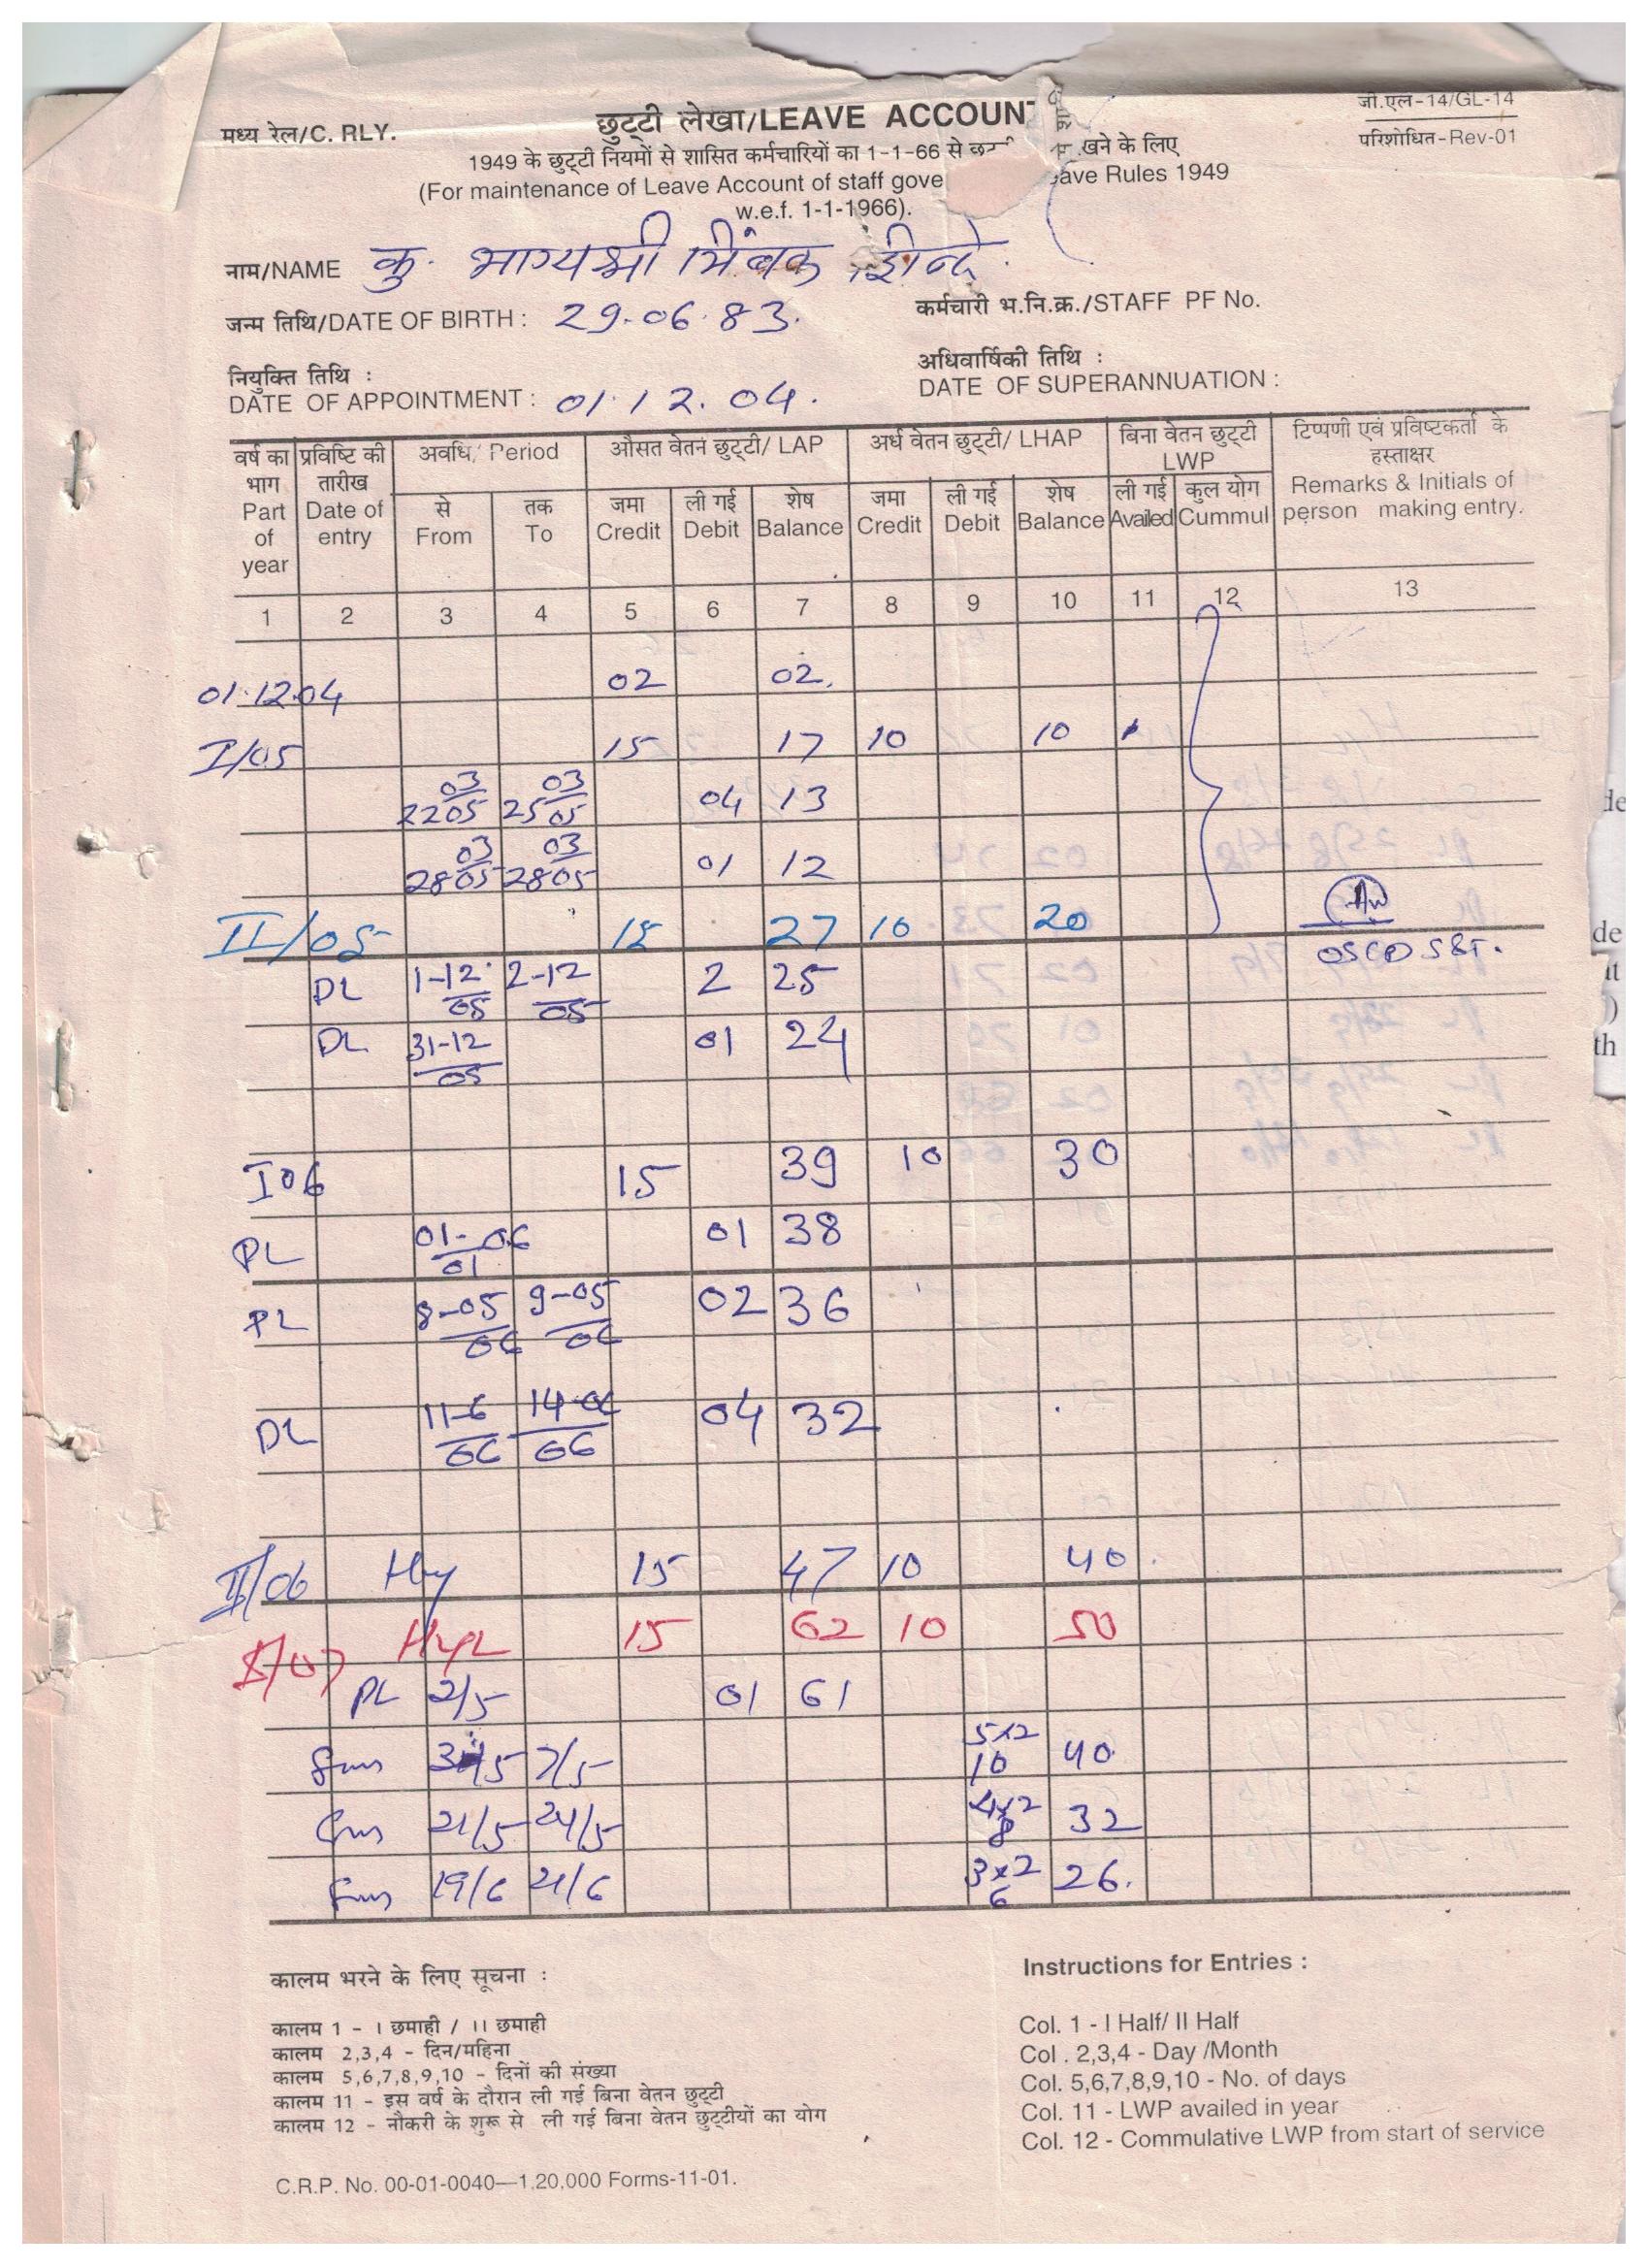 मध्य रेल/C. RLY.
छुट्टी लेखा/LEAVE ACCOUN
जी.एल-14/GL-14
परिशोधित-Rev-01
1949 के छुट्टी नियमों से शासित कर्मचारियों का 1-1-66 से खने के लिए
(For maintenance of Leave Account of staff gove ave Rules 1949
w.e.f. 1-1-1966).
नाम/NAME कु. भाग्यश्री त्रिंबक शिन्दे.
जन्म तिथि/DATE OF BIRTH : 29.06.83.
कर्मचारी भ.नि.क्र./STAFF PF No.
नियुक्ति तिथि :
DATE OF APPOINTMENT : 01.12.04.
अधिवार्षिकी तिथि :
DATE OF SUPERANNUATION :
वर्ष का भाग Part of year
प्रविष्टि की तारीख Date of entry
अवधि/ Period
औसत वेतन छुट्टी/ LAP
अर्ध वेतन छुट्टी/ LHAP
बिना वेतन छुट्टी LWP
टिप्पणी एवं प्रविष्टकर्ता के हस्ताक्षर Remarks & Initials of person making entry.
से From तक To जमा Credit ली गई Debit शेष Balance जमा Credit ली गई Debit शेष Balance ली गई Availed कुल योग Cummul
1 2 3 4 5 6 7 8 9 10 11 12 13
01.12.04 02 02.
I/05 15 17 10 10
22 03/05 25 03/05 04 13
28 03/05 28 03/05 01 12
II/05 15 27 10 20
OSCD S&T.
PL 1-12/05 2-12/05 2 25
PL 31-12/05 01 24
I 06 15 39 10 30
PL 01-06/01 01 38
PL 8-05/06 9-05/06 02 36
PL 11-6/06 14-06/06 04 32
II/06 Hy 15 47 10 40
I/07 HyL 15 62 10 50
PL 2/5 01 61
7/5 5x2 10 40
21/5 24/5 4x2 8 32
19/6 21/6 3x2 6 26.
कालम भरने के लिए सूचना :
कालम 1 - I छमाही / II छमाही
कालम 2,3,4 - दिन/महिना
कालम 5,6,7,8,9,10 - दिनों की संख्या
कालम 11 - इस वर्ष के दौरान ली गई बिना वेतन छुट्टी
कालम 12 - नौकरी के शुरू से ली गई बिना वेतन छुट्टीयों का योग
Instructions for Entries :
Col. 1 - I Half/ II Half
Col . 2,3,4 - Day /Month
Col. 5,6,7,8,9,10 - No. of days
Col. 11 - LWP availed in year
Col. 12 - Commulative LWP from start of service
C.R.P. No. 00-01-0040—1,20,000 Forms-11-01.